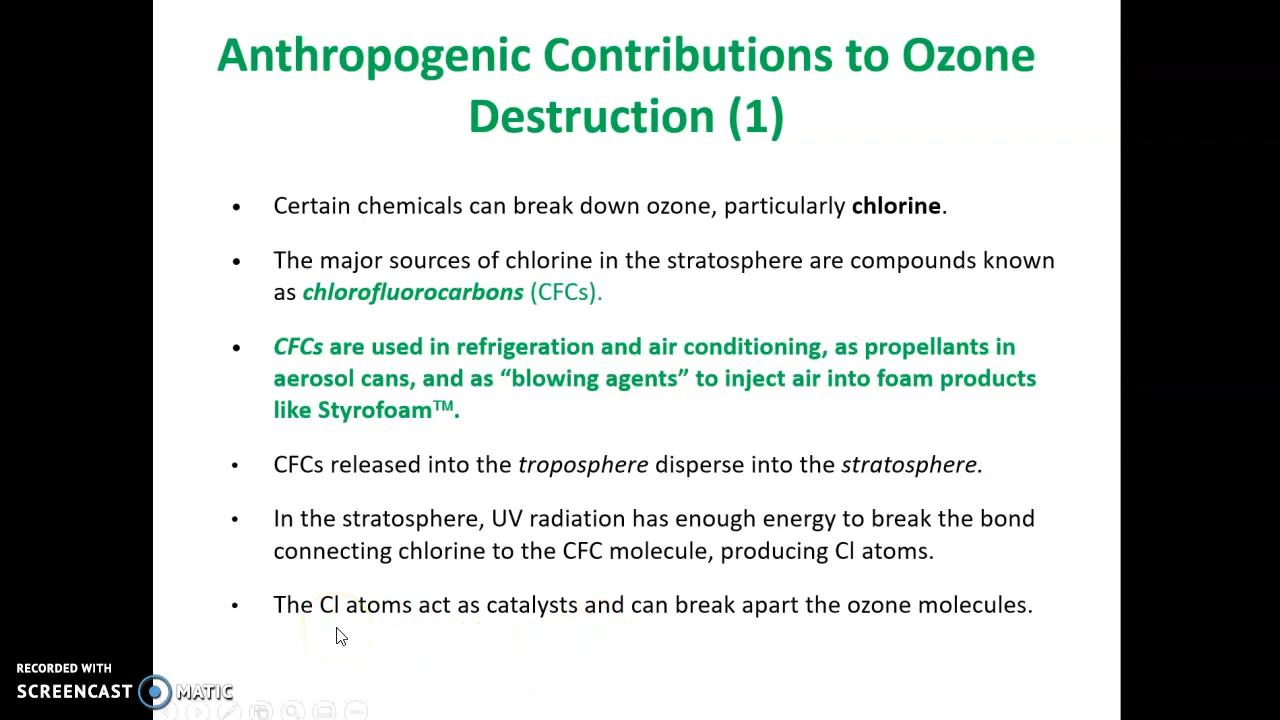 Anthropogenic Contributions to Ozone
Destruction (1)
• Certain chemicals can break down ozone, particularly chlorine.
• The major sources of chlorine in the stratosphere are compounds known
as chlorofluorocarbons (CFCs).
• CFCs are used in refrigeration and air conditioning, as propellants in
aerosol cans, and as “blowing agents” to inject air into foam products
like Styrofoam™.
• CFCs released into the troposphere disperse into the stratosphere.
• In the stratosphere, UV radiation has enough energy to break the bond
connecting chlorine to the CFC molecule, producing Cl atoms.
• The Cl atoms act as catalysts and can break apart the ozone molecules.
RECORDED WITH
SCREENCAST MATIC